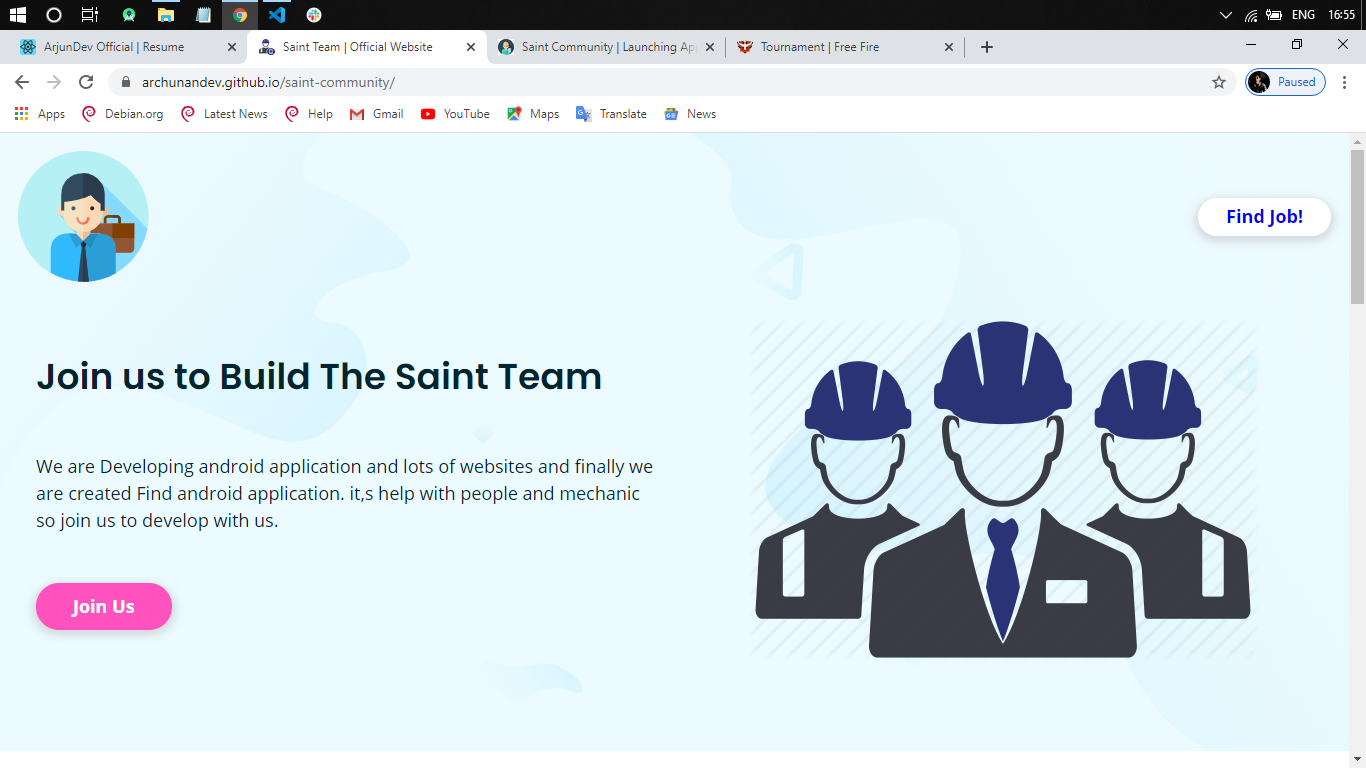 ENG 16:55
ArjunDev Official | Resume
Saint Team | Official Website
Saint Community | Launching Ap
Tournament | Free Fire
archunandev.github.io/saint-community/
Paused
Apps Debian.org Latest News Help Gmail YouTube Maps Translate News
Find Job!
Join us to Build The Saint Team
We are Developing android application and lots of websites and finally we
are created Find android application. it,s help with people and mechanic
so join us to develop with us.
Join Us